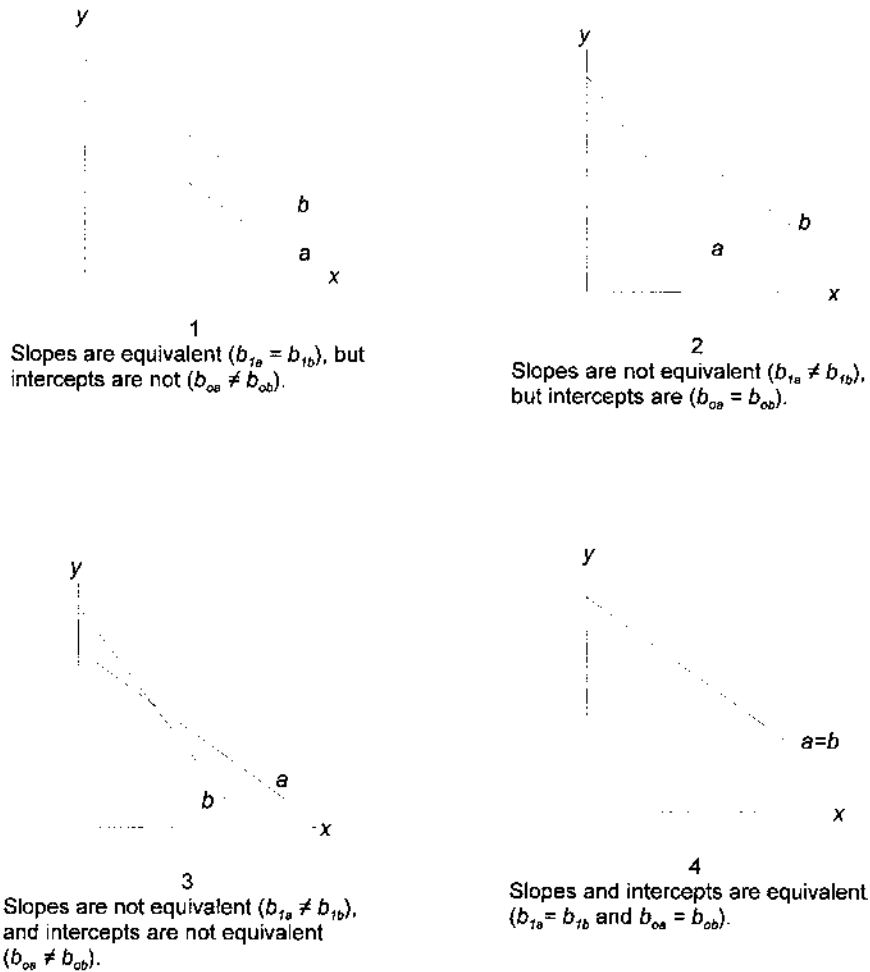 y
b
a
x
1
Slopes are equivalent (b₁ₐ = b₁b), but
intercepts are not (bₒₐ ≠ bₒb).
y
b
a
x
2
Slopes are not equivalent (b₁ₐ ≠ b₁b),
but intercepts are (bₒₐ = bₒb).
y
a
b
x
3
Slopes are not equivalent (b₁ₐ ≠ b₁b),
and intercepts are not equivalent
(bₒₐ ≠ bₒb).
y
a=b
x
4
Slopes and intercepts are equivalent
(b₁ₐ= b₁b and bₒₐ = bₒb).